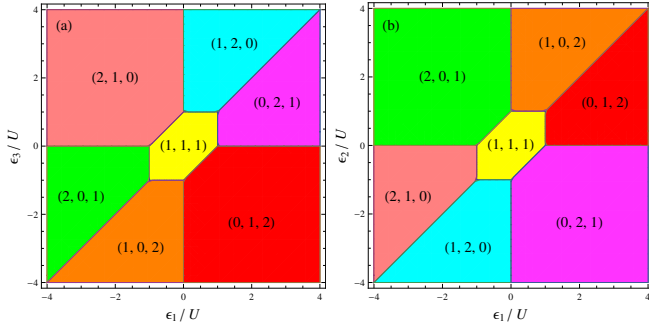 (a)
(1, 2, 0)
(2, 1, 0)
(0, 2, 1)
(1, 1, 1)
(2, 0, 1)
(1, 0, 2)
(0, 1, 2)
4
2
0
−2
−4
−4
−2
0
2
4
ϵ3/ U
ϵ1/ U
(b)
(1, 0, 2)
(2, 0, 1)
(0, 1, 2)
(1, 1, 1)
(2, 1, 0)
(1, 2, 0)
(0, 2, 1)
4
2
0
−2
−4
−4
−2
0
2
4
ϵ2/ U
ϵ1/ U